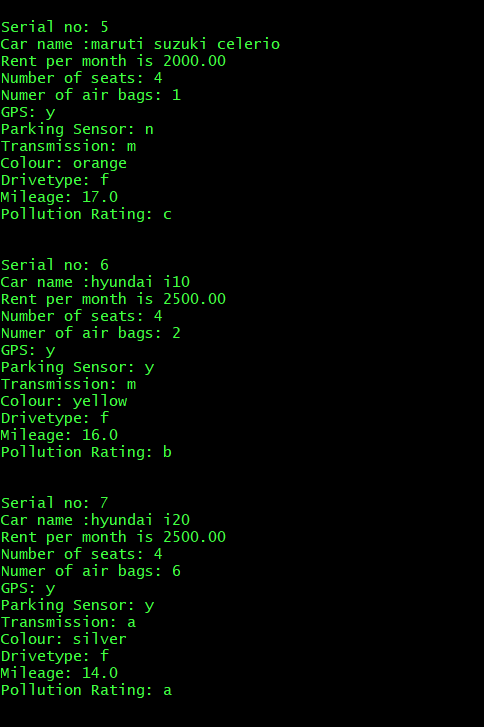 Serial no: 5
Car name :maruti suzuki celerio
Rent per month is 2000.00
Number of seats: 4
Numer of air bags: 1
GPS: y
Parking Sensor: n
Transmission: m
Colour: orange
Drivetype: f
Mileage: 17.0
Pollution Rating: c
Serial no: 6
Car name :hyundai i10
Rent per month is 2500.00
Number of seats: 4
Numer of air bags: 2
GPS: y
Parking Sensor: y
Transmission: m
Colour: yellow
Drivetype: f
Mileage: 16.0
Pollution Rating: b
Serial no: 7
Car name :hyundai i20
Rent per month is 2500.00
Number of seats: 4
Numer of air bags: 6
GPS: y
Parking Sensor: y
Transmission: a
Colour: silver
Drivetype: f
Mileage: 14.0
Pollution Rating: a